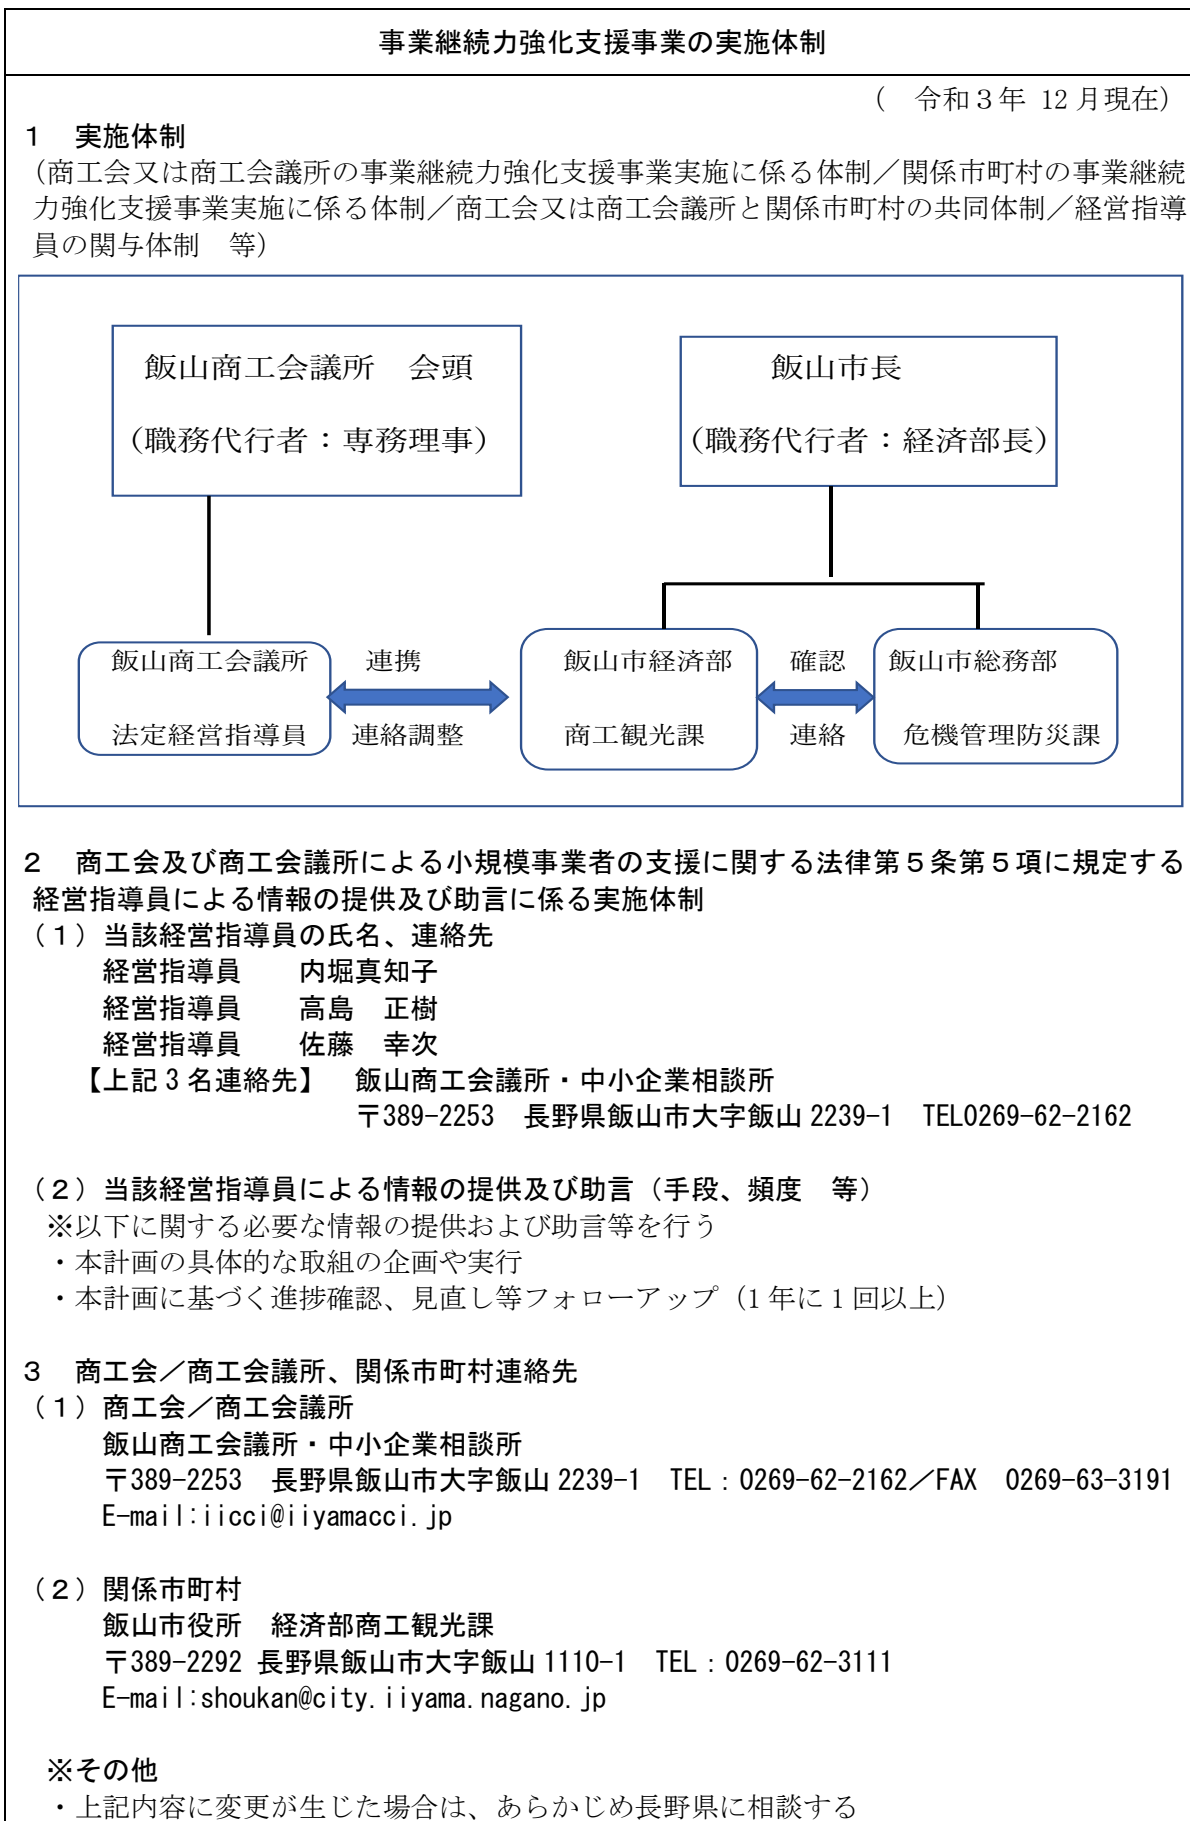 事業継続力強化支援事業の実施体制
（　令和３年 12 月現在）
１　実施体制
（商工会又は商工会議所の事業継続力強化支援事業実施に係る体制／関係市町村の事業継続
力強化支援事業実施に係る体制／商工会又は商工会議所と関係市町村の共同体制／経営指導
員の関与体制　等）
飯山商工会議所　会頭
（職務代行者：専務理事）
飯山市長
（職務代行者：経済部長）
飯山商工会議所
法定経営指導員
連携
連絡調整
飯山市経済部
商工観光課
確認
連絡
飯山市総務部
危機管理防災課
２　商工会及び商工会議所による小規模事業者の支援に関する法律第５条第５項に規定する
経営指導員による情報の提供及び助言に係る実施体制
（１）当該経営指導員の氏名、連絡先
経営指導員　　内堀真知子
経営指導員　　高島　正樹
経営指導員　　佐藤　幸次
【上記 3 名連絡先】　飯山商工会議所・中小企業相談所
〒389-2253　長野県飯山市大字飯山 2239-1　TEL0269-62-2162
（２）当該経営指導員による情報の提供及び助言（手段、頻度　等）
※以下に関する必要な情報の提供および助言等を行う
・本計画の具体的な取組の企画や実行
・本計画に基づく進捗確認、見直し等フォローアップ（1 年に 1 回以上）
３　商工会／商工会議所、関係市町村連絡先
（１）商工会／商工会議所
飯山商工会議所・中小企業相談所
〒389-2253　長野県飯山市大字飯山 2239-1　TEL：0269-62-2162／FAX　0269-63-3191
E-mail:iicci@iiyamacci.jp
（２）関係市町村
飯山市役所　経済部商工観光課
〒389-2292 長野県飯山市大字飯山 1110-1　TEL：0269-62-3111
E-mail:shoukan@city.iiyama.nagano.jp
※その他
・上記内容に変更が生じた場合は、あらかじめ長野県に相談する